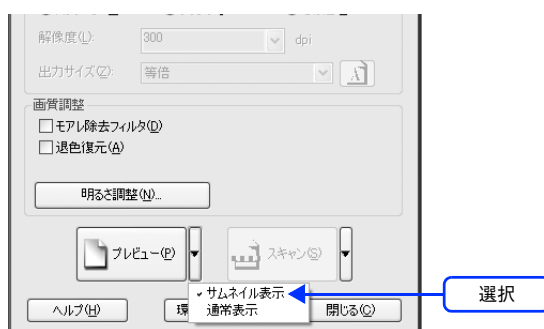 解像度(L): 300 dpi
出力サイズ(Z): 等倍
画質調整
モアレ除去フィルタ(D)
退色復元(A)
明るさ調整(N)...
プレビュー(P) スキャン(S)
サムネイル表示 選択
通常表示
ヘルプ(H) 環 閉じる(C)